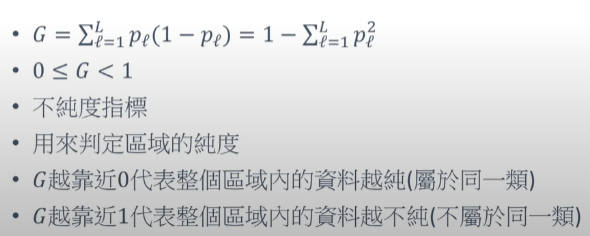 • G = ∑_{ℓ=1}^{L} p_ℓ(1 − p_ℓ) = 1 − ∑_{ℓ=1}^{L} p_ℓ^2
• 0 ≤ G < 1
• 不純度指標
• 用來判定區域的純度
• G越靠近0代表整個區域內的資料越純(屬於同一類)
• G越靠近1代表整個區域內的資料越不純(不屬於同一類)